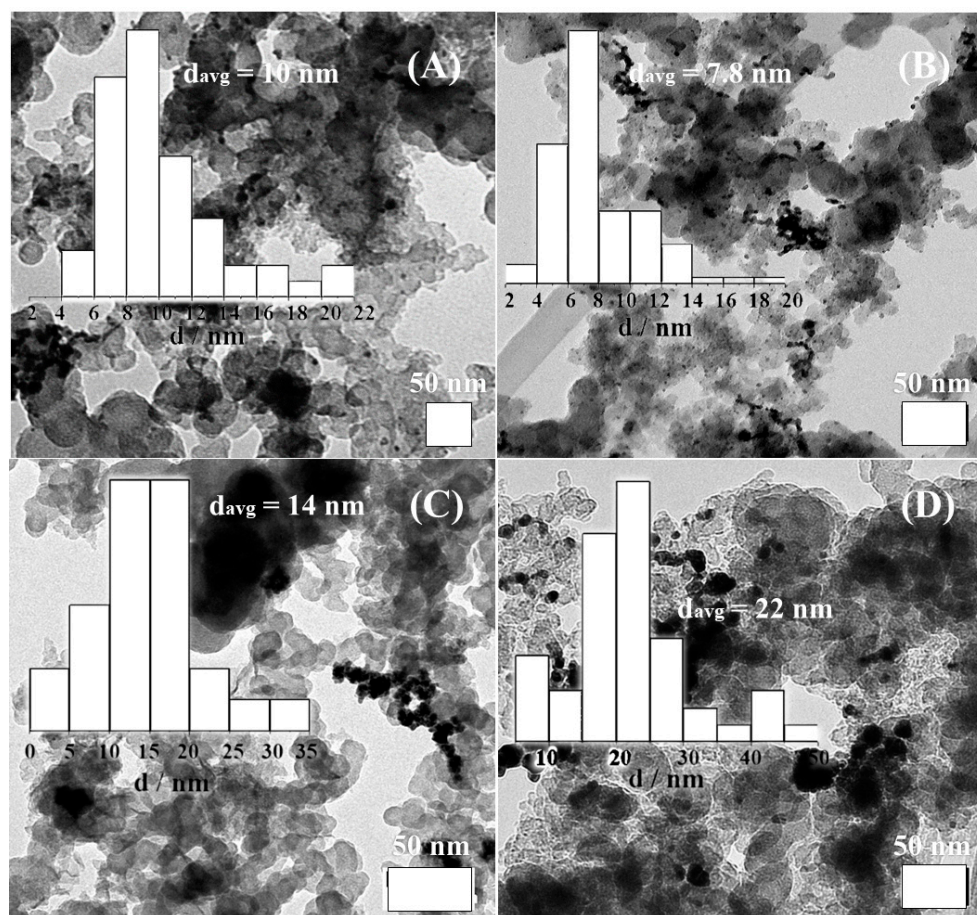 (A)
davg = 10 nm
2 4 6 8 10 12 14 16 18 20 22
d / nm
50 nm
(B)
davg = 7.8 nm
2 4 6 8 10 12 14 16 18 20
d / nm
50 nm
(C)
davg = 14 nm
0 5 10 15 20 25 30 35
d / nm
50 nm
(D)
davg = 22 nm
10 20 30 40 50
d / nm
50 nm